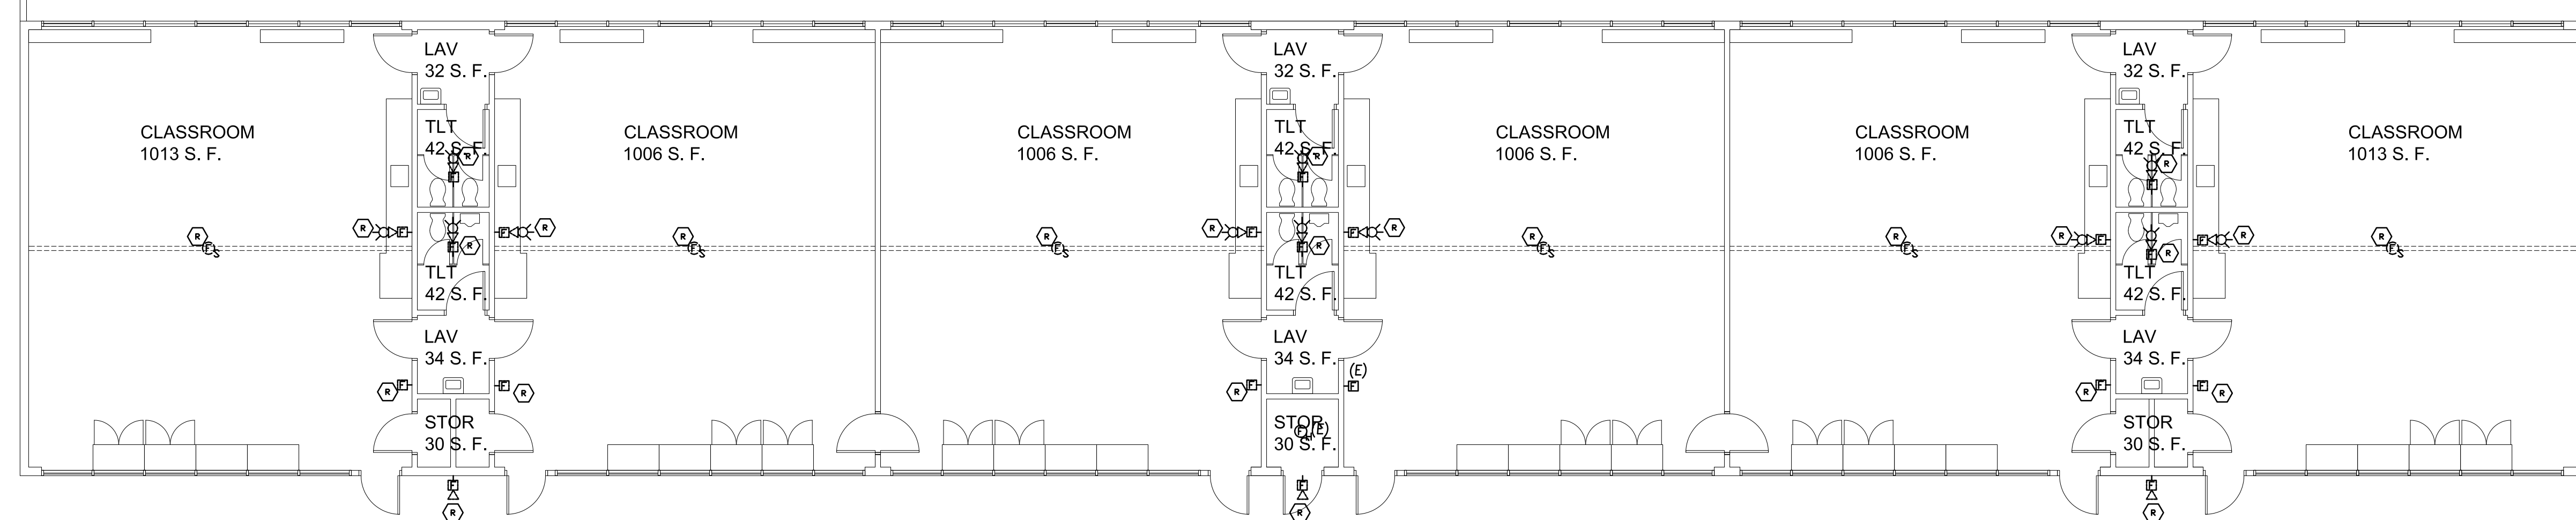 LAV
32 S. F.
LAV
32 S. F.
LAV
32 S. F.
CLASSROOM
1013 S. F.
TLT
42 S. F.
R
F
CLASSROOM
1006 S. F.
CLASSROOM
1006 S. F.
TLT
42 S. F.
R
F
CLASSROOM
1006 S. F.
CLASSROOM
1006 S. F.
TLT
42 S. F.
R
F
CLASSROOM
1013 S. F.
R
F S
R
F
F
R
F
R
R
F S
R
F S
R
F
F
R
F
R
R
F S
R
F S
R
F
F
R
F
R
R
F S
TLT
42 S. F.
TLT
42 S. F.
TLT
42 S. F.
LAV
34 S. F.
LAV
34 S. F.
LAV
34 S. F.
R
F
F
R
R
F
F
(E)
R
F
F
R
STOR
30 S. F.
STOR
30 S. F.
F
(E)
STOR
30 S. F.
F
R
F
R
F
R